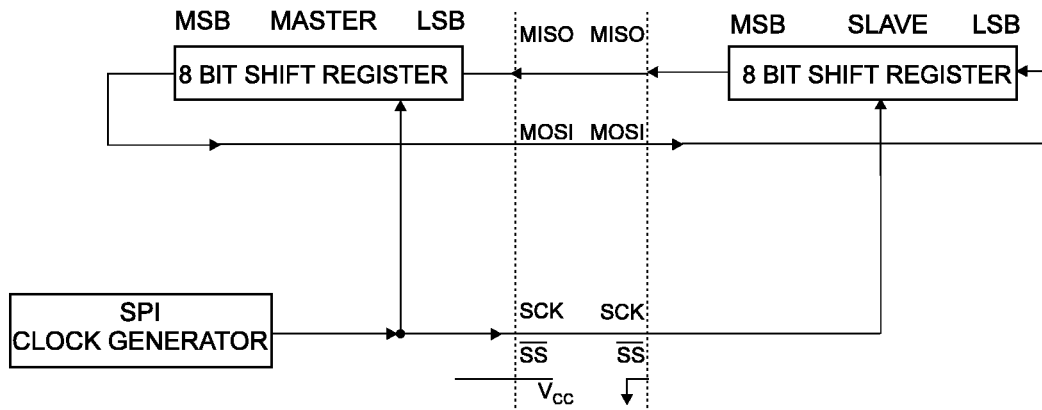 MSB MASTER LSB
MISO MISO
MSB SLAVE LSB
8 BIT SHIFT REGISTER
8 BIT SHIFT REGISTER
MOSI MOSI
SPI
CLOCK GENERATOR
SCK SCK
SS SS
VCC